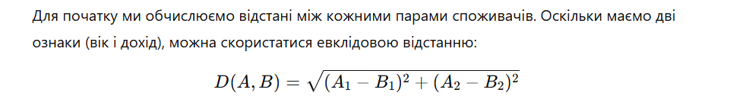 Для початку ми обчислюємо відстані між кожними парами споживачів. Оскільки маємо дві
ознаки (вік і дохід), можна скористатися евклідовою відстанню:
D(A, B) = √((A₁ − B₁)² + (A₂ − B₂)²)